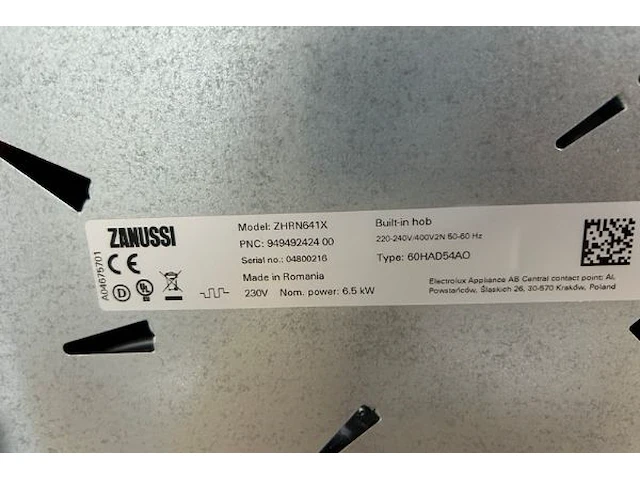 ZANUSSI
A04675701
Model: ZHRN641X
PNC: 949492424 00
Serial no.: 04800216
Made in Romania
230V Nom. power: 6.5 kW
Built-in hob
220-240V/400V2N 50-60 Hz
Type: 60HAD54AO
Electrolux Appliance AB Central contact point: Al.
Powstańców, Śląskich 26, 30-570 Kraków, Poland